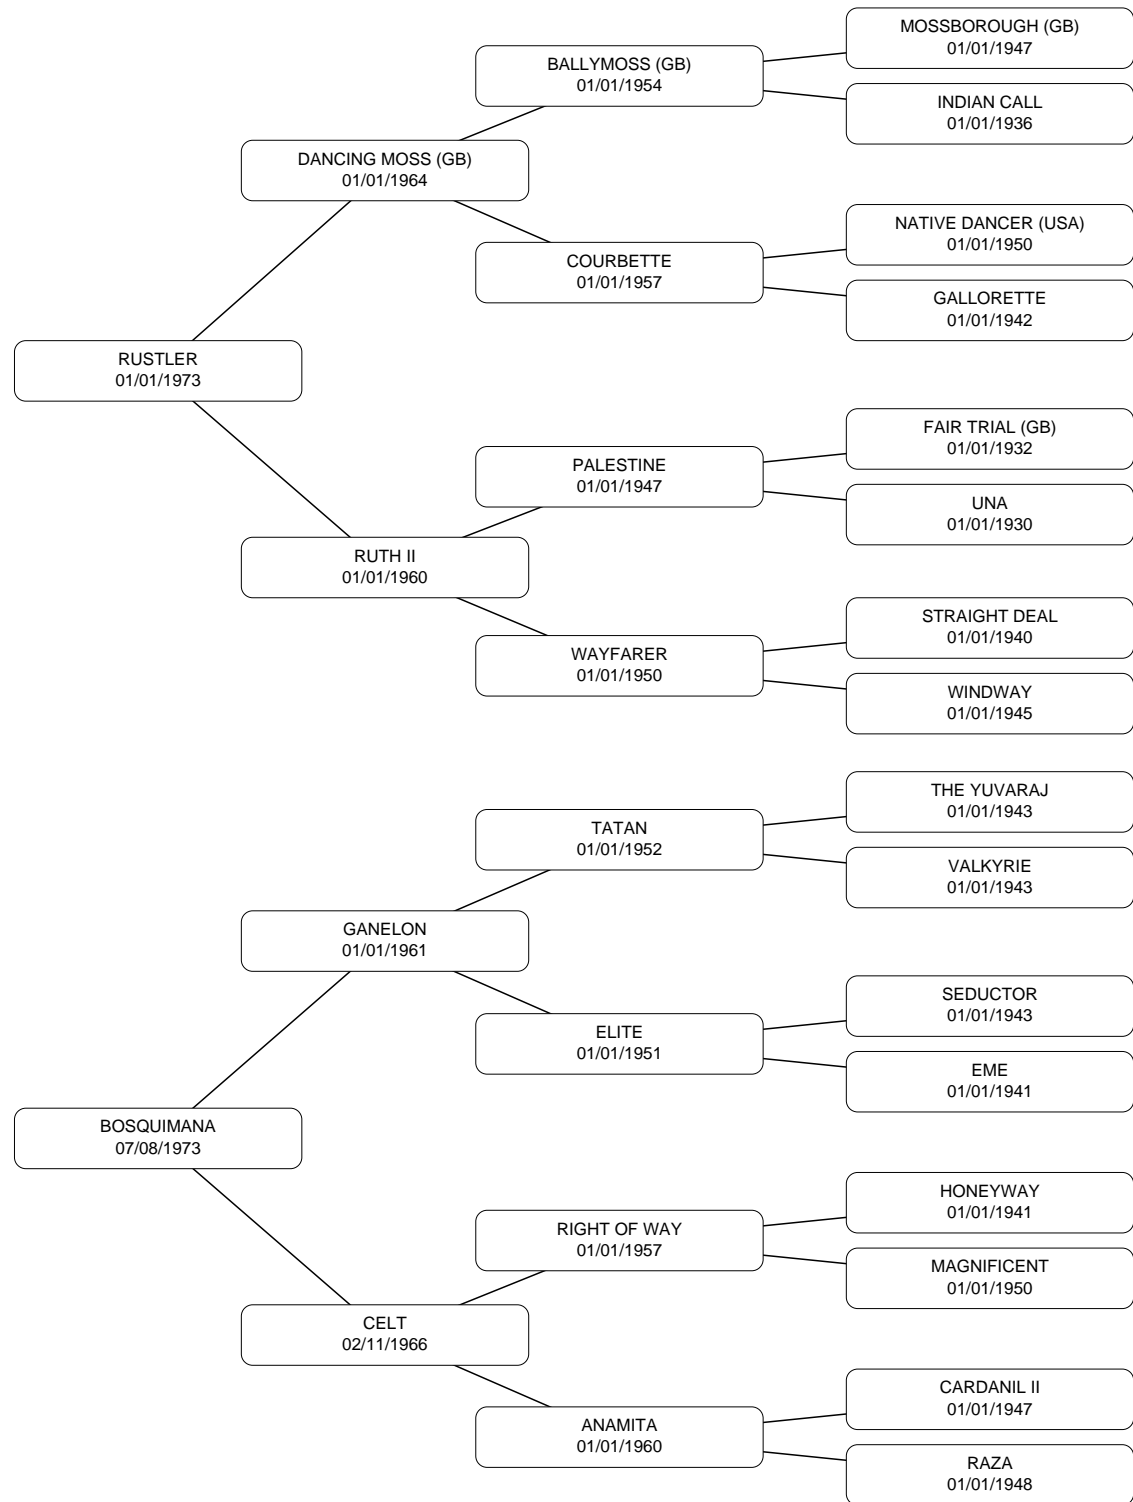 MOSSBOROUGH (GB)
01/01/1947
BALLYMOSS (GB)
01/01/1954
INDIAN CALL
01/01/1936
DANCING MOSS (GB)
01/01/1964
NATIVE DANCER (USA)
01/01/1950
COURBETTE
01/01/1957
GALLORETTE
01/01/1942
RUSTLER
01/01/1973
FAIR TRIAL (GB)
01/01/1932
PALESTINE
01/01/1947
UNA
01/01/1930
RUTH II
01/01/1960
STRAIGHT DEAL
01/01/1940
WAYFARER
01/01/1950
WINDWAY
01/01/1945
THE YUVARAJ
01/01/1943
TATAN
01/01/1952
VALKYRIE
01/01/1943
GANELON
01/01/1961
SEDUCTOR
01/01/1943
ELITE
01/01/1951
EME
01/01/1941
BOSQUIMANA
07/08/1973
HONEYWAY
01/01/1941
RIGHT OF WAY
01/01/1957
MAGNIFICENT
01/01/1950
CELT
02/11/1966
CARDANIL II
01/01/1947
ANAMITA
01/01/1960
RAZA
01/01/1948